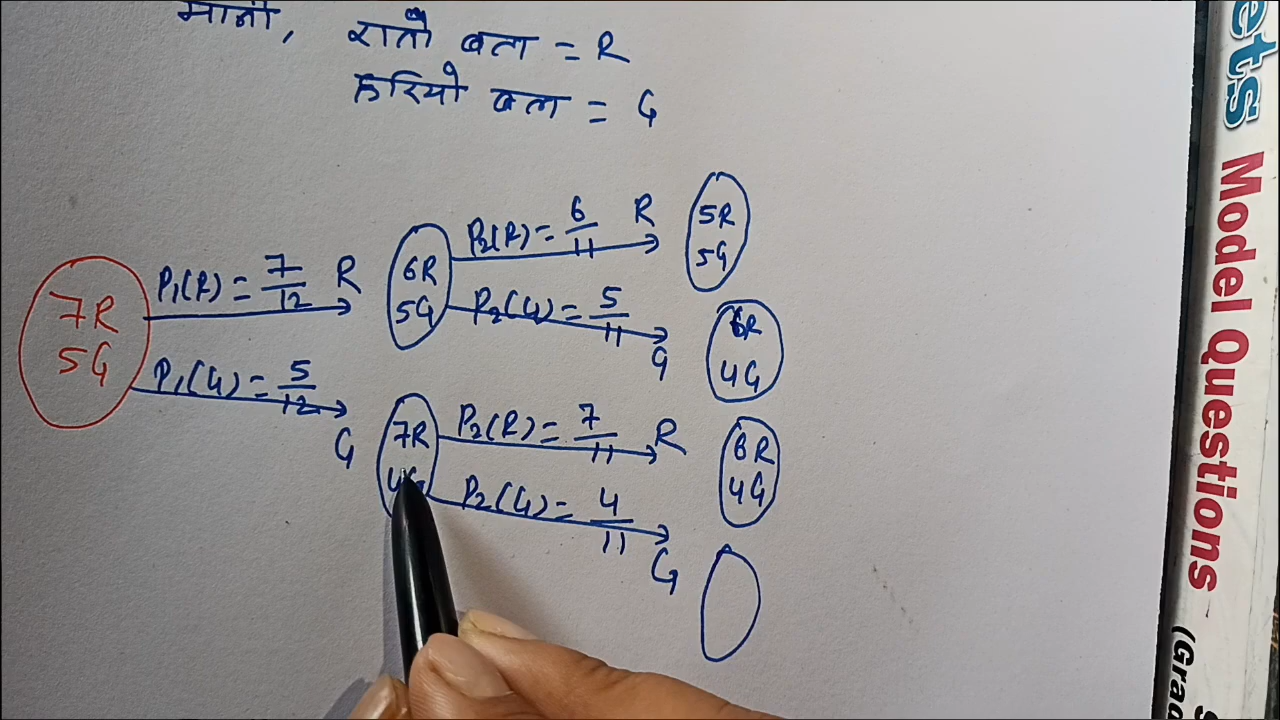 मानौ, रातो बल = R
हरियो बल = G
7R
5G
P₁(R) = 7/12 R
P₁(G) = 5/12
G
6R
5G
P₂(R) = 6/11 R
P₂(G) = 5/11
G
5R
5G
6R
4G
7R
4G
P₂(R) = 7/11 R
P₂(G) = 4/11
G
6R
4G
ets Model Questions